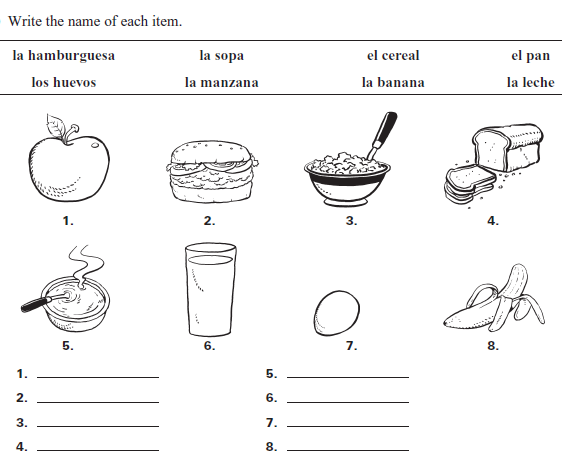 Write the name of each item.
la hamburguesa la sopa el cereal el pan
los huevos la manzana la banana la leche
1. 2. 3. 4.
5. 6. 7. 8.
1. 5.
2. 6.
3. 7.
4. 8.